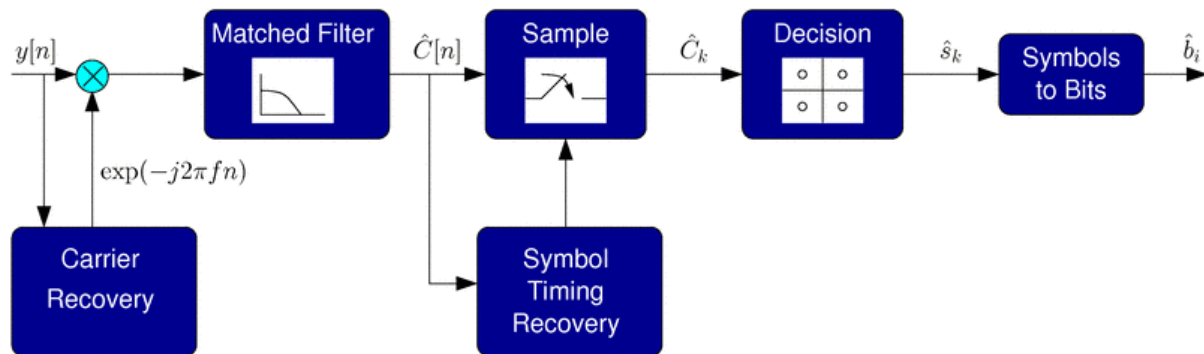 y[n]
Matched Filter
Ĉ[n]
Sample
Ĉ_k
Decision
ŝ_k
Symbols
to Bits
b̂_i
exp(−j2πfn)
Carrier
Recovery
Symbol
Timing
Recovery